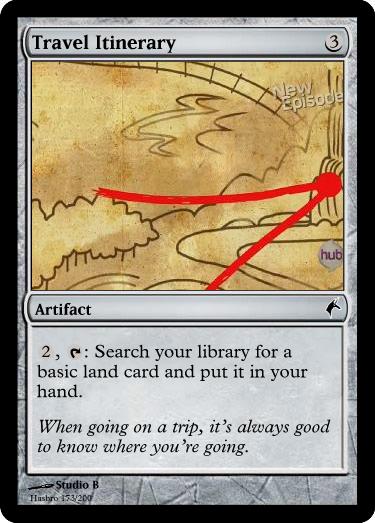 Travel Itinerary 3
New
Episode
hub
Artifact
2 , : Search your library for a
basic land card and put it in your
hand.
When going on a trip, it's always good
to know where you're going.
Studio B
Hasbro 153/200